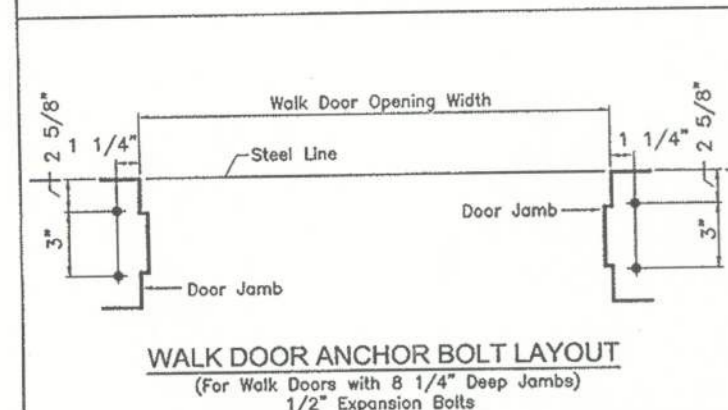 Walk Door Opening Width
2 5/8"
1 1/4"
Steel Line
1 1/4"
2 5/8"
3"
Door Jamb
3"
Door Jamb
WALK DOOR ANCHOR BOLT LAYOUT
(For Walk Doors with 8 1/4" Deep Jambs)
1/2" Expansion Bolts